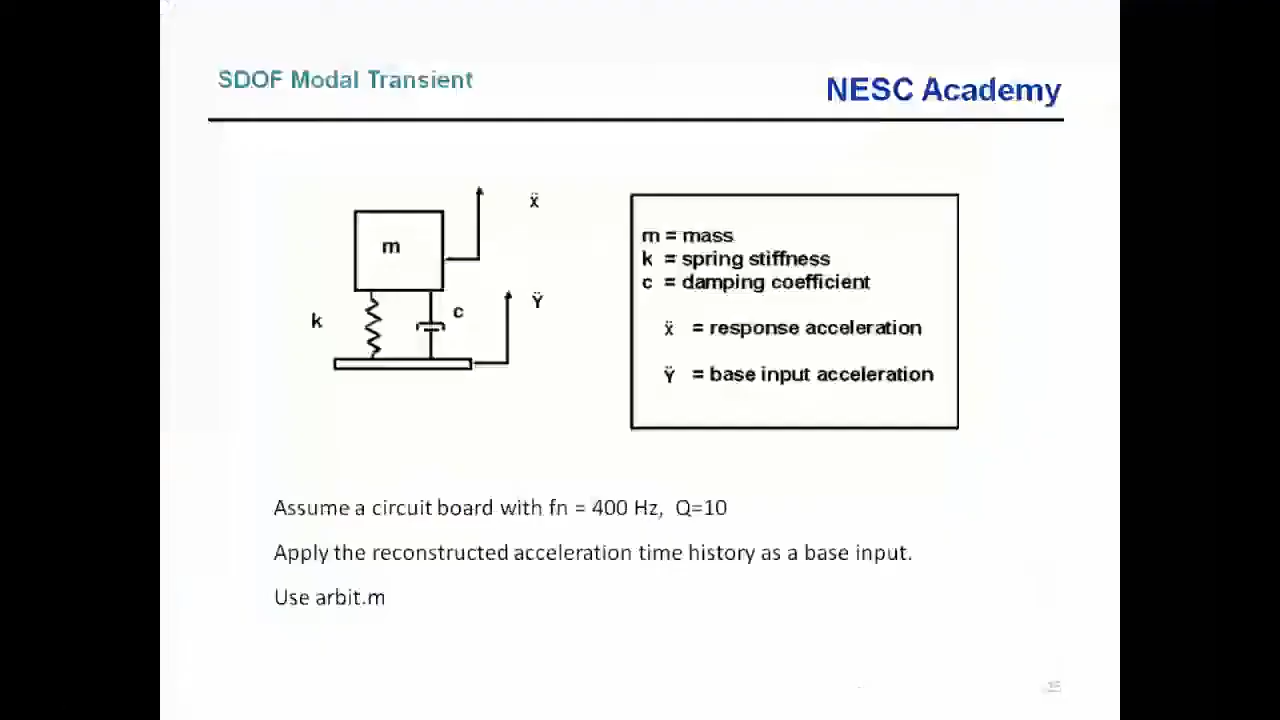 SDOF Modal Transient
NESC Academy
m
ẍ
Ÿ
k
c
m = mass
k = spring stiffness
c = damping coefficient
ẍ = response acceleration
Ÿ = base input acceleration
Assume a circuit board with fn = 400 Hz, Q=10
Apply the reconstructed acceleration time history as a base input.
Use arbit.m